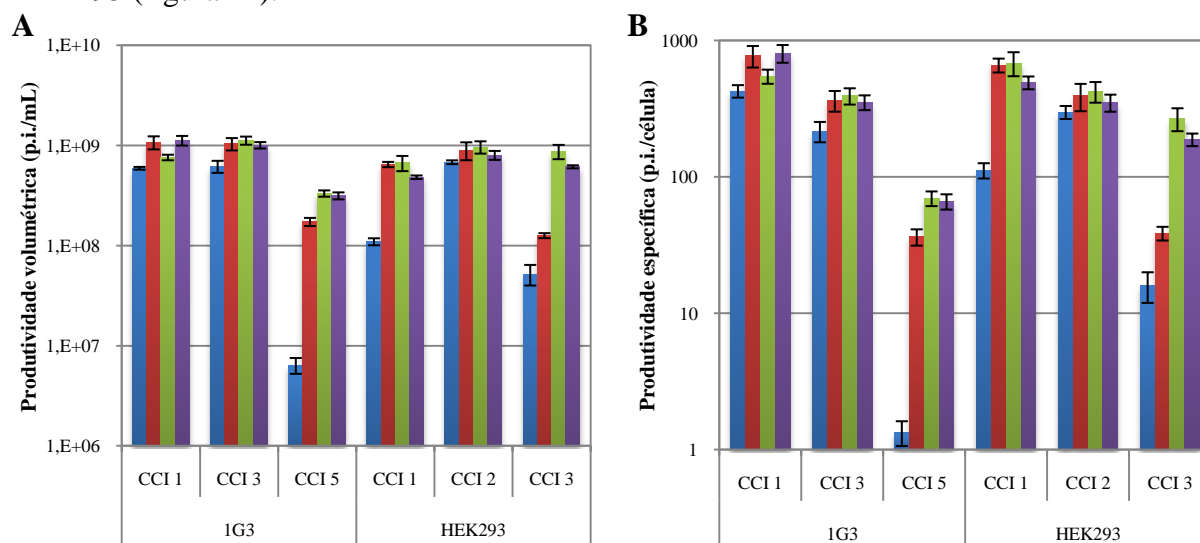 A
Produtividade volumétrica (p.i./mL)
1,E+10
1,E+09
1,E+08
1,E+07
1,E+06
CCI 1
CCI 3
CCI 5
CCI 1
CCI 2
CCI 3
1G3
HEK293
B
Produtividade específica (p.i./célula)
1000
100
10
1
CCI 1
CCI 3
CCI 5
CCI 1
CCI 2
CCI 3
1G3
HEK293